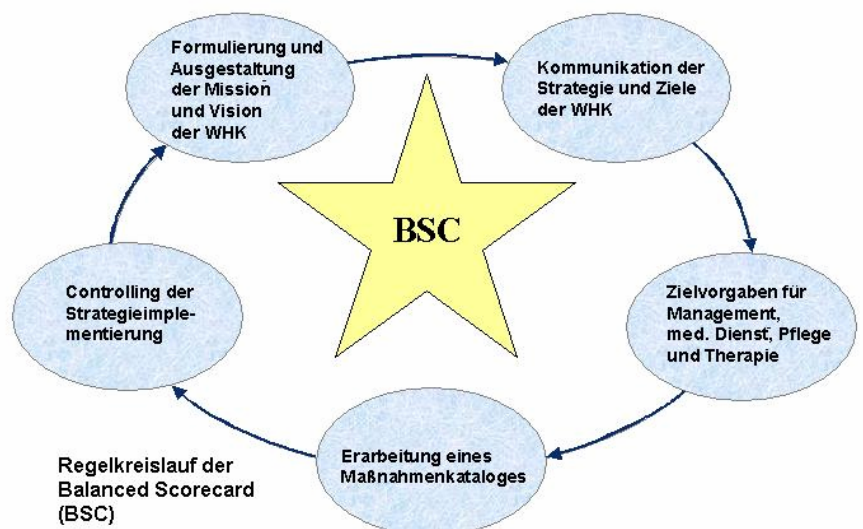 Formulierung und
Ausgestaltung
der Mission
und Vision
der WHK
Kommunikation der
Strategie und Ziele
der WHK
BSC
Zielvorgaben für
Management,
med. Dienst, Pflege
und Therapie
Erarbeitung eines
Maßnahmenkataloges
Controlling der
Strategieimple-
mentierung
Regelkreislauf der
Balanced Scorecard
(BSC)